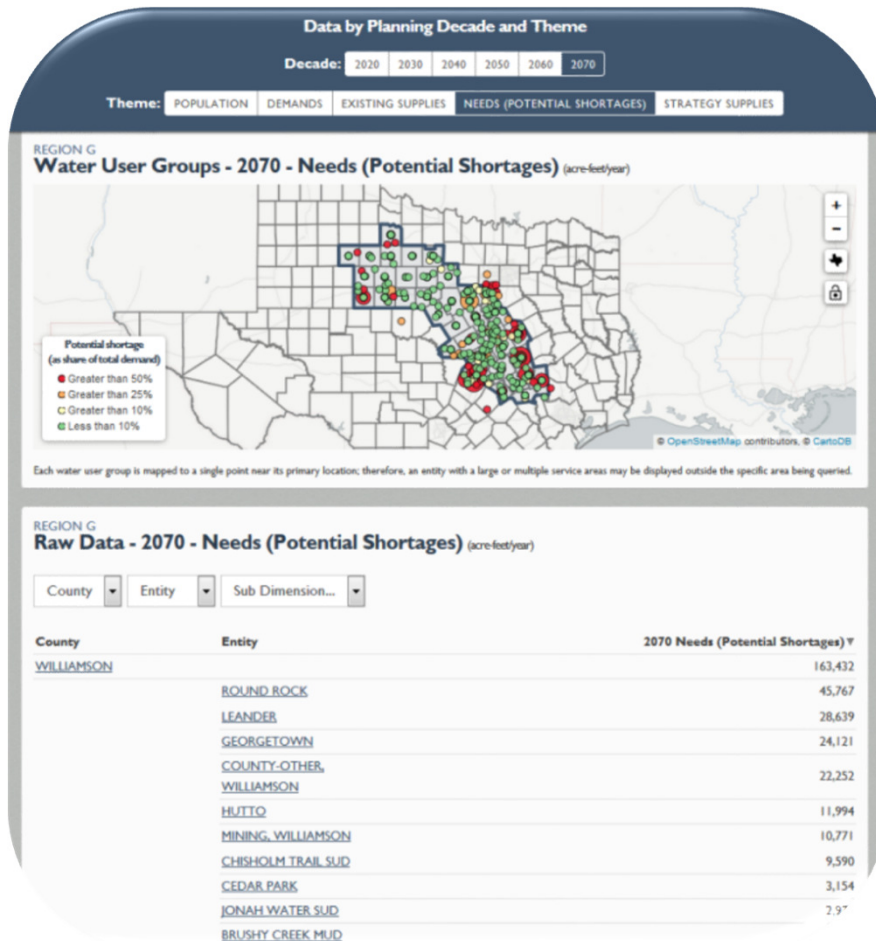 Data by Planning Decade and Theme
Decade: 2020 2030 2040 2050 2060 2070
Theme: POPULATION DEMANDS EXISTING SUPPLIES NEEDS (POTENTIAL SHORTAGES) STRATEGY SUPPLIES
REGION G
Water User Groups - 2070 - Needs (Potential Shortages) (acre-feet/year)
+
−
Potential shortage
(as share of total demand)
Greater than 50%
Greater than 25%
Greater than 10%
Less than 10%
© OpenStreetMap contributors, © CartoDB
Each water user group is mapped to a single point near its primary location; therefore, an entity with a large or multiple service areas may be displayed outside the specific area being queried.
REGION G
Raw Data - 2070 - Needs (Potential Shortages) (acre-feet/year)
County Entity Sub Dimension...
County Entity 2070 Needs (Potential Shortages) ▼
WILLIAMSON 163,432
ROUND ROCK 45,767
LEANDER 28,639
GEORGETOWN 24,121
COUNTY-OTHER,
WILLIAMSON 22,252
HUTTO 11,994
MINING, WILLIAMSON 10,771
CHISHOLM TRAIL SUD 9,590
CEDAR PARK 3,154
JONAH WATER SUD
BRUSHY CREEK MUD